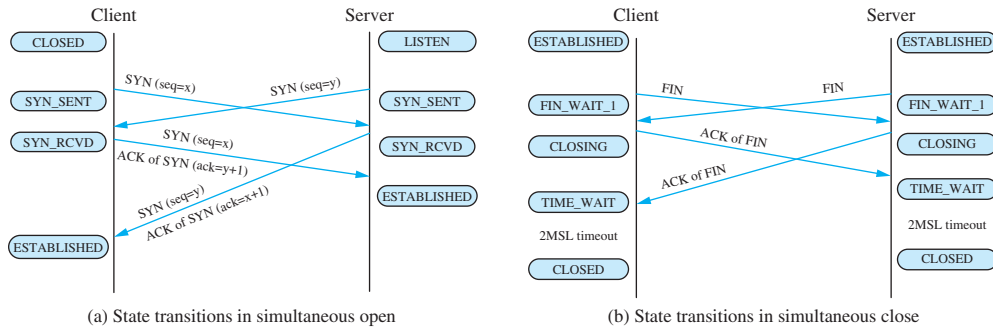 Client
Server
CLOSED
LISTEN
SYN (seq=x)
SYN (seq=y)
SYN_SENT
SYN_SENT
SYN_RCVD
SYN (seq=x)
SYN_RCVD
ACK of SYN (ack=y+1)
ESTABLISHED
SYN (seq=y)
ACK of SYN (ack=x+1)
ESTABLISHED
(a) State transitions in simultaneous open
Client
Server
ESTABLISHED
ESTABLISHED
FIN
FIN
FIN_WAIT_1
FIN_WAIT_1
ACK of FIN
CLOSING
CLOSING
ACK of FIN
TIME_WAIT
TIME_WAIT
2MSL timeout
2MSL timeout
CLOSED
CLOSED
(b) State transitions in simultaneous close